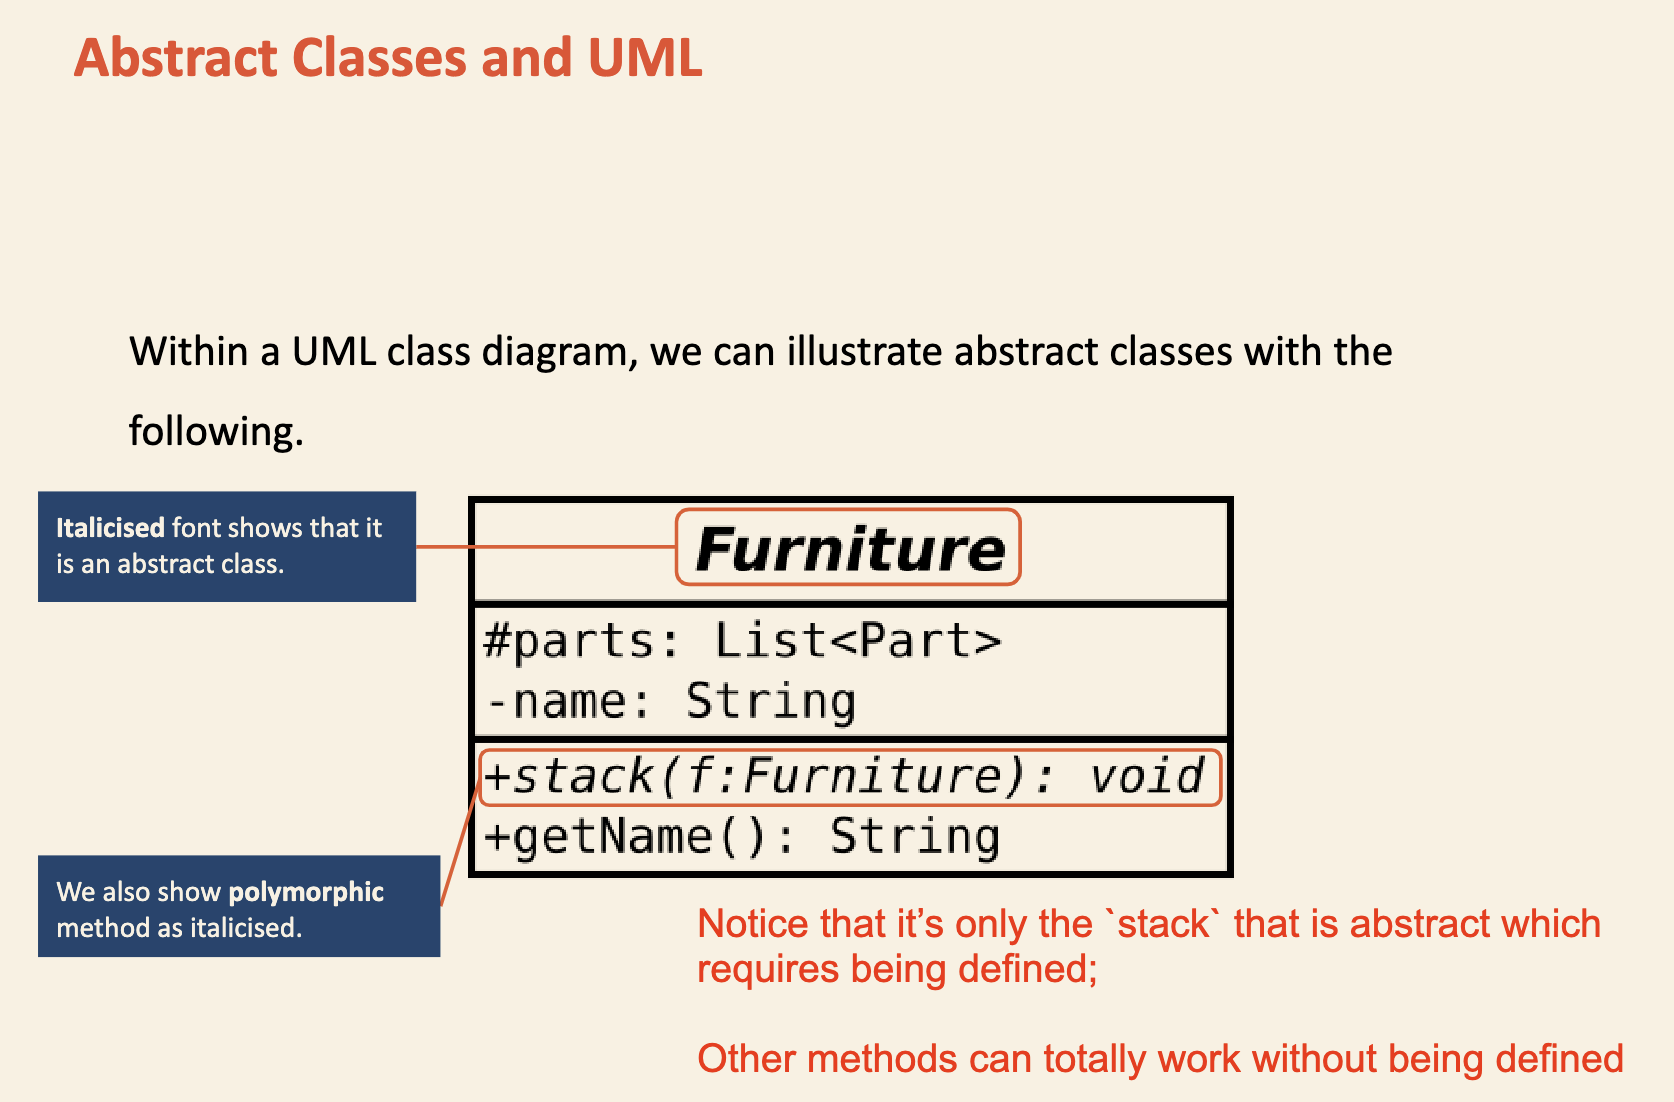 Abstract Classes and UML
Within a UML class diagram, we can illustrate abstract classes with the
following.
Italicised font shows that it
is an abstract class.
Furniture
#parts: List<Part>
-name: String
+stack(f:Furniture): void
+getName(): String
We also show polymorphic
method as italicised.
Notice that it’s only the `stack` that is abstract which
requires being defined;
Other methods can totally work without being defined